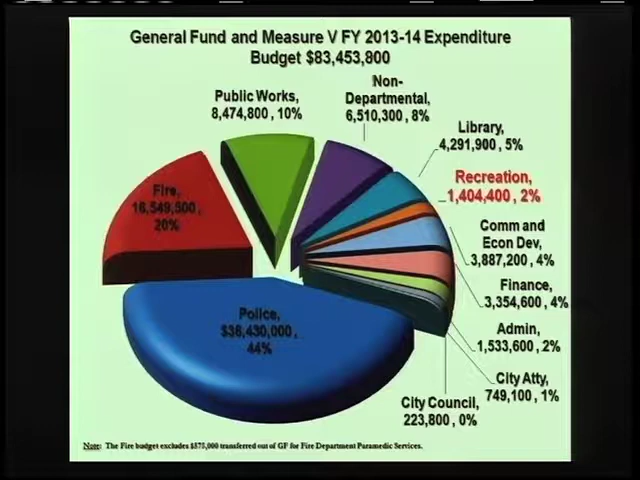 General Fund and Measure V FY 2013-14 Expenditure
Budget $83,453,800
Non-
Departmental,
6,510,300, 8%
Public Works,
8,474,800, 10%
Library,
4,291,900, 5%
Recreation,
1,404,400, 2%
Fire,
16,549,500,
20%
Comm and
Econ Dev,
3,887,200, 4%
Finance,
3,354,600, 4%
Police,
$36,430,000,
44%
Admin,
1,533,600, 2%
City Atty,
749,100, 1%
City Council,
223,800, 0%
Note: The Fire budget excludes transferred out of GF for Fire Department Paramedic Services.